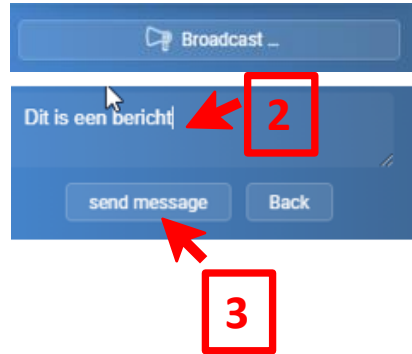 Broadcast ...
Dit is een bericht
2
send message
Back
3